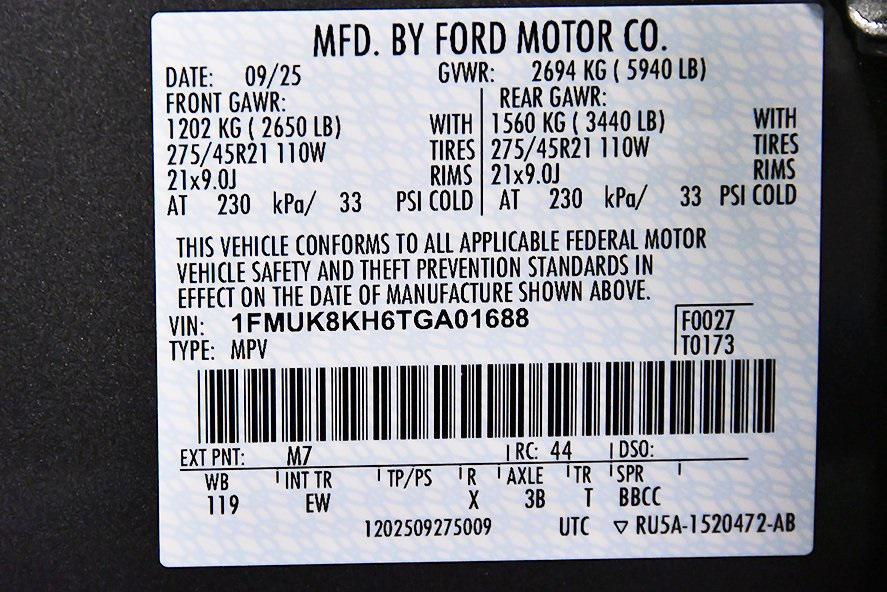 MFD. BY FORD MOTOR CO.
DATE: 09/25 GVWR: 2694 KG ( 5940 LB)
FRONT GAWR: REAR GAWR:
1202 KG ( 2650 LB) WITH 1560 KG ( 3440 LB) WITH
275/45R21 110W TIRES 275/45R21 110W TIRES
21x9.0J RIMS 21x9.0J RIMS
AT 230 kPa/ 33 PSI COLD AT 230 kPa/ 33 PSI COLD
THIS VEHICLE CONFORMS TO ALL APPLICABLE FEDERAL MOTOR
VEHICLE SAFETY AND THEFT PREVENTION STANDARDS IN
EFFECT ON THE DATE OF MANUFACTURE SHOWN ABOVE.
VIN: 1FMUK8KH6TGA01688 F0027
TYPE: MPV T0173
EXT PNT: M7 RC: 44 DSO:
WB INT TR TP/PS R AXLE TR SPR
119 EW X 3B T BBCC
1202509275009 UTC ▽ RU5A-1520472-AB